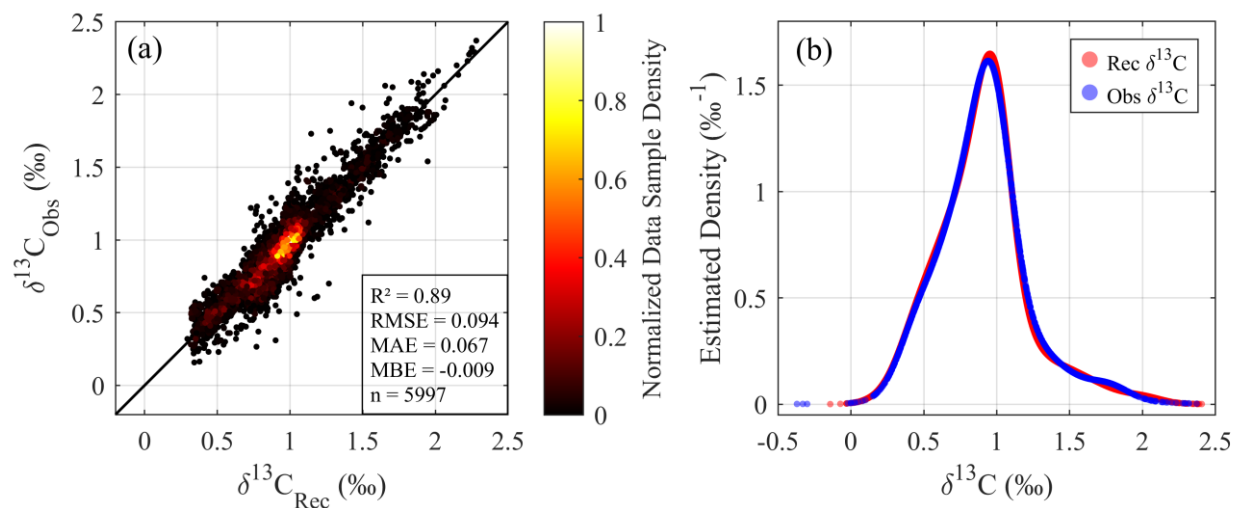 (a)
2.5
2
1.5
1
0.5
0
0 0.5 1 1.5 2 2.5
δ¹³C_Obs (‰)
δ¹³C_Rec (‰)
R² = 0.89
RMSE = 0.094
MAE = 0.067
MBE = -0.009
n = 5997
1
0.8
0.6
0.4
0.2
0
Normalized Data Sample Density
(b)
Rec δ¹³C
Obs δ¹³C
1.5
1
0.5
0
-0.5 0 0.5 1 1.5 2 2.5
Estimated Density (‰⁻¹)
δ¹³C (‰)